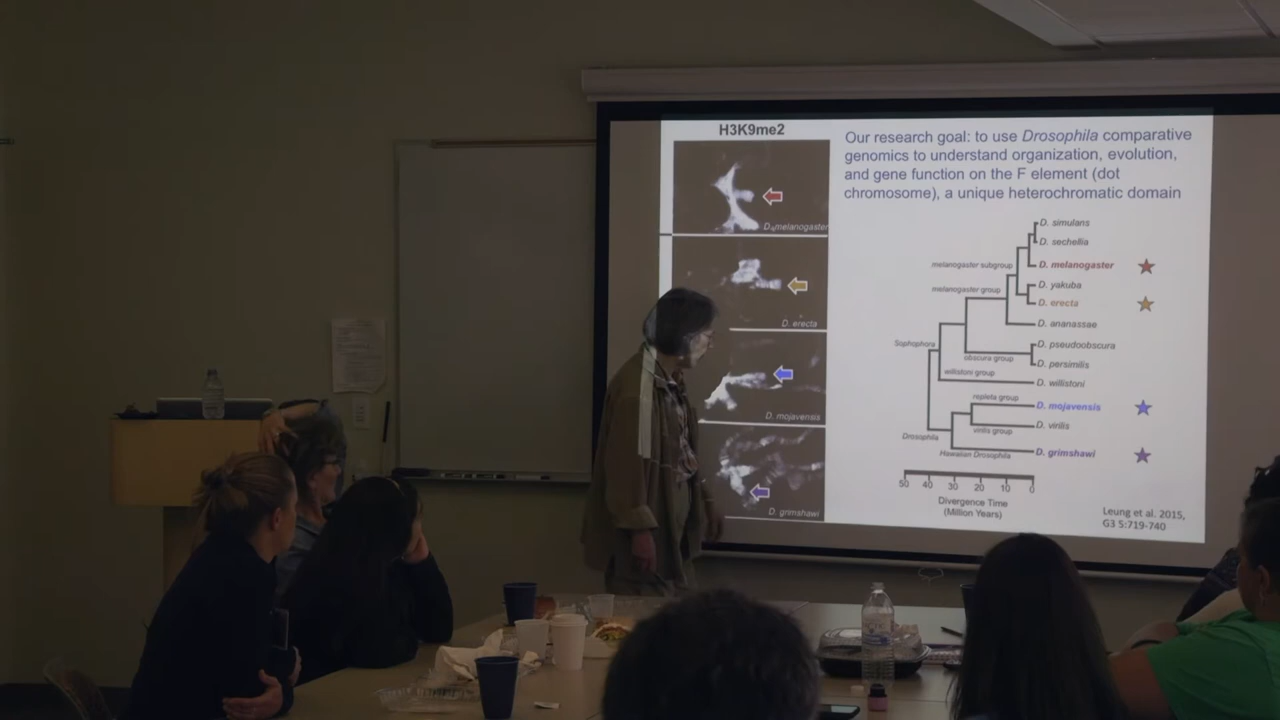 H3K9me2
D. melanogaster
D. erecta
D. mojavensis
D. grimshawi
Our research goal: to use Drosophila comparative
genomics to understand organization, evolution,
and gene function on the F element (dot
chromosome), a unique heterochromatic domain
D. simulans
D. sechellia
melanogaster subgroup
D. melanogaster
D. yakuba
melanogaster group
D. erecta
D. ananassae
Sophophora
D. pseudoobscura
obscura group
D. persimilis
willistoni group
D. willistoni
repleta group
D. mojavensis
D. virilis
virilis group
Drosophila
Hawaiian Drosophila
D. grimshawi
50 40 30 20 10 0
Divergence Time
(Million Years)
Leung et al. 2015,
G3 5:719-740